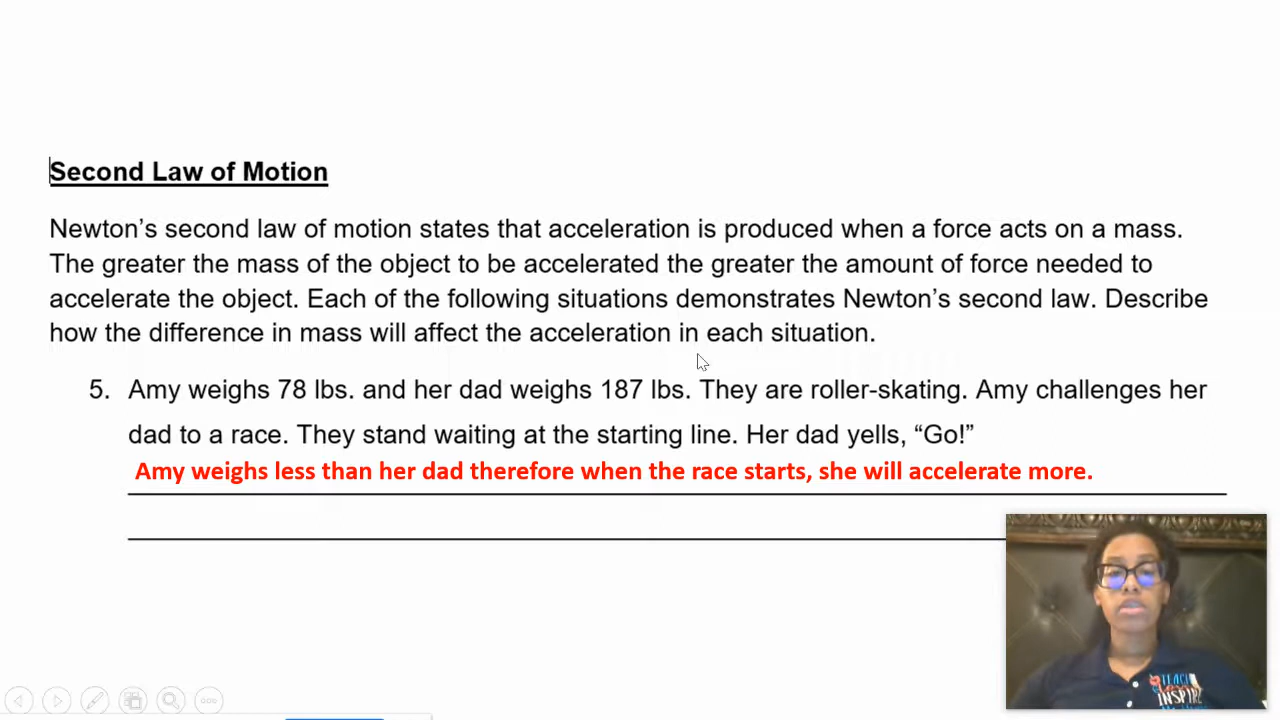 Second Law of Motion
Newton’s second law of motion states that acceleration is produced when a force acts on a mass.
The greater the mass of the object to be accelerated the greater the amount of force needed to
accelerate the object. Each of the following situations demonstrates Newton’s second law. Describe
how the difference in mass will affect the acceleration in each situation.
5. Amy weighs 78 lbs. and her dad weighs 187 lbs. They are roller-skating. Amy challenges her
dad to a race. They stand waiting at the starting line. Her dad yells, “Go!”
Amy weighs less than her dad therefore when the race starts, she will accelerate more.
TEACH
INSPIRE